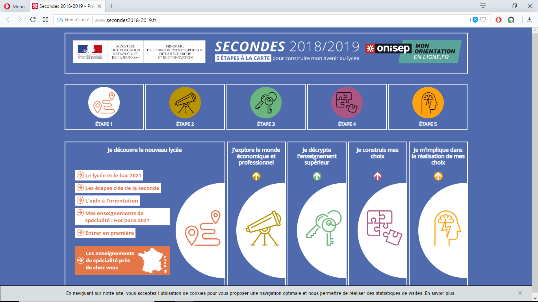 Menu
Secondes 2018-2019 - Pr
Non sécurisé
www.secondes2018-2019.fr
MINISTÈRE
SECONDES 2018/2019
5 ÉTAPES À LA CARTE pour construire mon avenir au lycée
onisep
MON
ORIENTATION
EN LIGNE.FR
ÉTAPE 1
ÉTAPE 2
ÉTAPE 3
ÉTAPE 4
ÉTAPE 5
Je découvre le nouveau lycée
Le lycée et le bac 2021
Les étapes clés de la seconde
L'aide à l'orientation
Mes enseignements de
spécialité : Horizons 2021
Entrer en première
Les enseignements
de spécialité près
de chez vous
J'explore le monde
économique et
professionnel
Je décrypte
l'enseignement
supérieur
Je construis mes
choix
Je m'implique dans
la réalisation de mes
choix
En naviguant sur notre site, vous acceptez l'utilisation de cookies pour vous proposer une navigation optimale et nous permettre de réaliser des statistiques de visites. En savoir plus